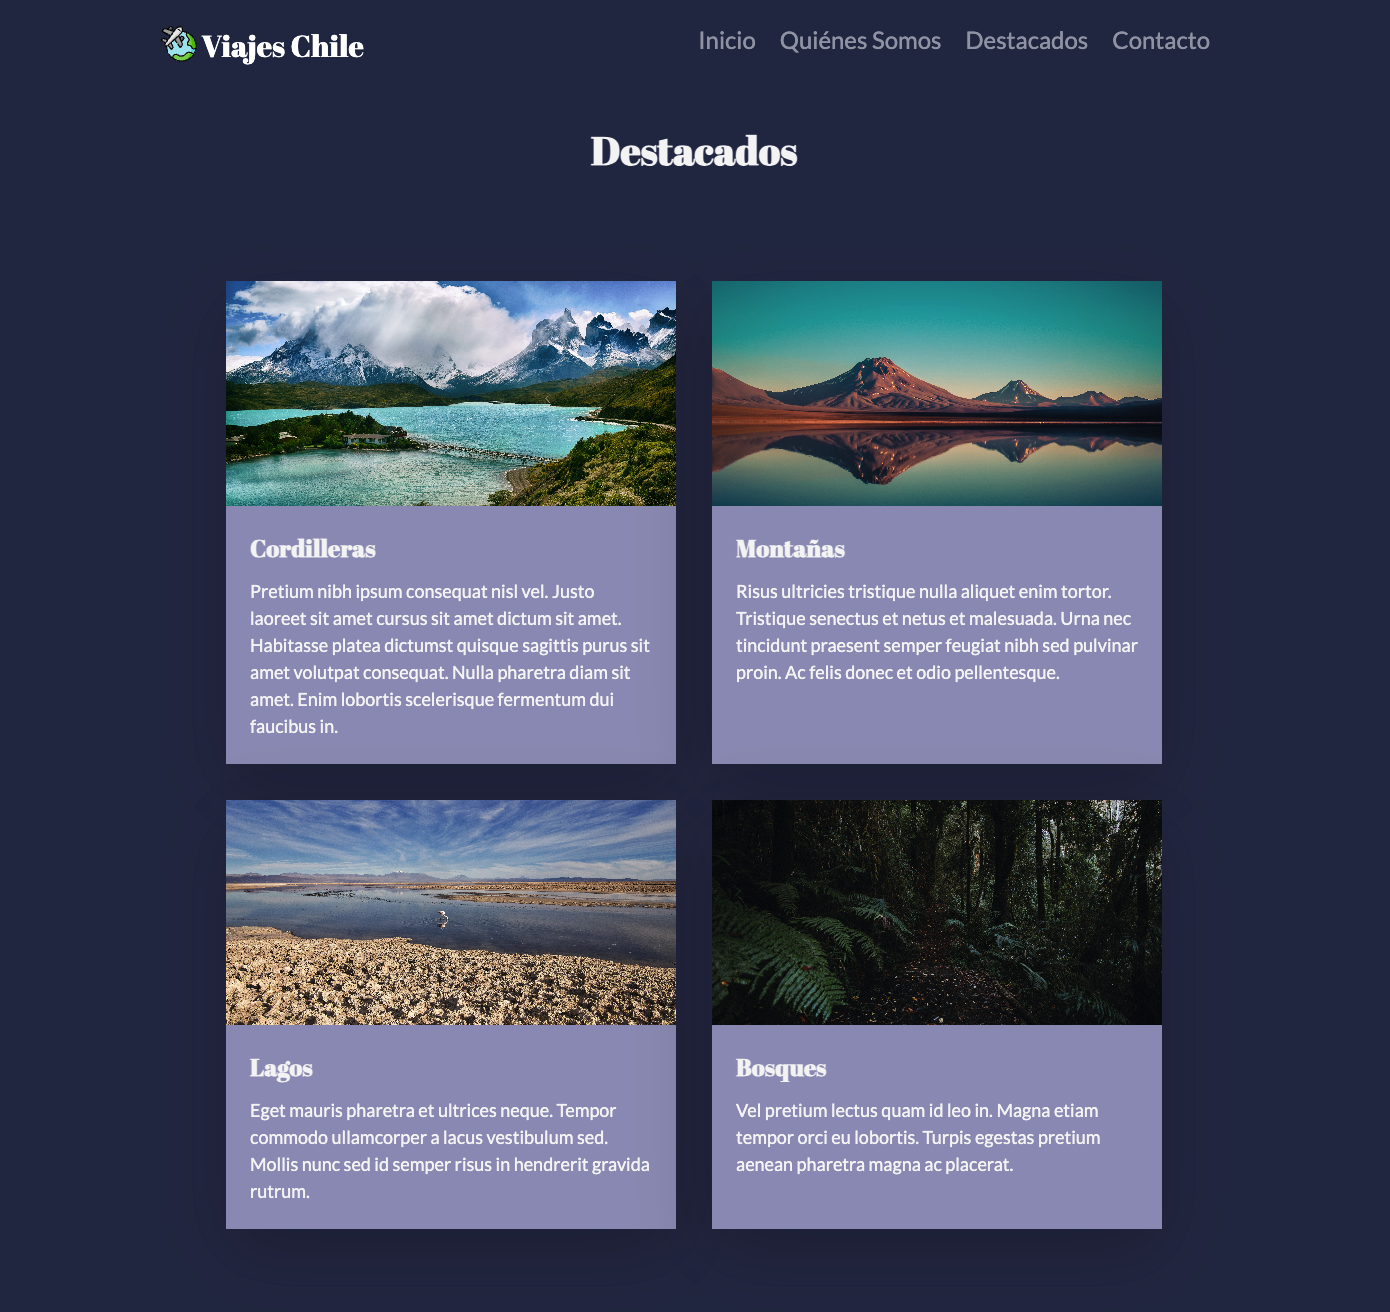 Viajes Chile
Inicio Quiénes Somos Destacados Contacto
Destacados
Cordilleras
Pretium nibh ipsum consequat nisl vel. Justo
laoreet sit amet cursus sit amet dictum sit amet.
Habitasse platea dictumst quisque sagittis purus sit
amet volutpat consequat. Nulla pharetra diam sit
amet. Enim lobortis scelerisque fermentum dui
faucibus in.
Montañas
Risus ultricies tristique nulla aliquet enim tortor.
Tristique senectus et netus et malesuada. Urna nec
tincidunt praesent semper feugiat nibh sed pulvinar
proin. Ac felis donec et odio pellentesque.
Lagos
Eget mauris pharetra et ultrices neque. Tempor
commodo ullamcorper a lacus vestibulum sed.
Mollis nunc sed id semper risus in hendrerit gravida
rutrum.
Bosques
Vel pretium lectus quam id leo in. Magna etiam
tempor orci eu lobortis. Turpis egestas pretium
aenean pharetra magna ac placerat.